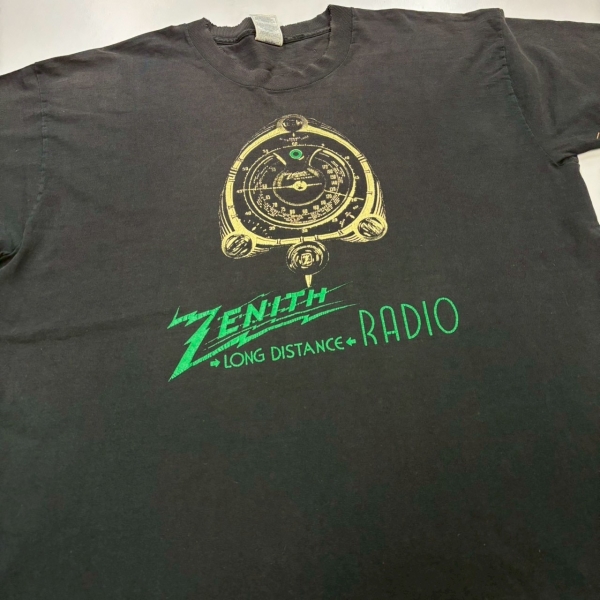 ZENITH
→LONG DISTANCE← RADIO